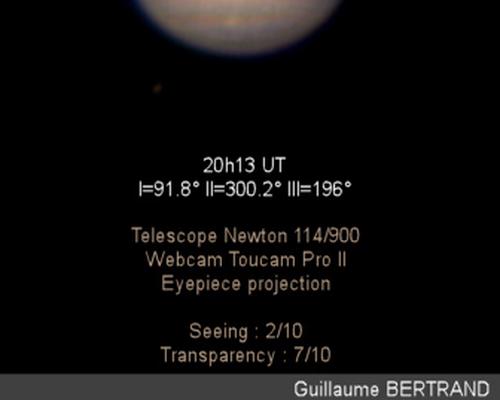 20h13 UT
I=91.8° II=300.2° III=196°
Telescope Newton 114/900
Webcam Toucam Pro II
Eyepiece projection
Seeing : 2/10
Transparency : 7/10
Guillaume BERTRAND